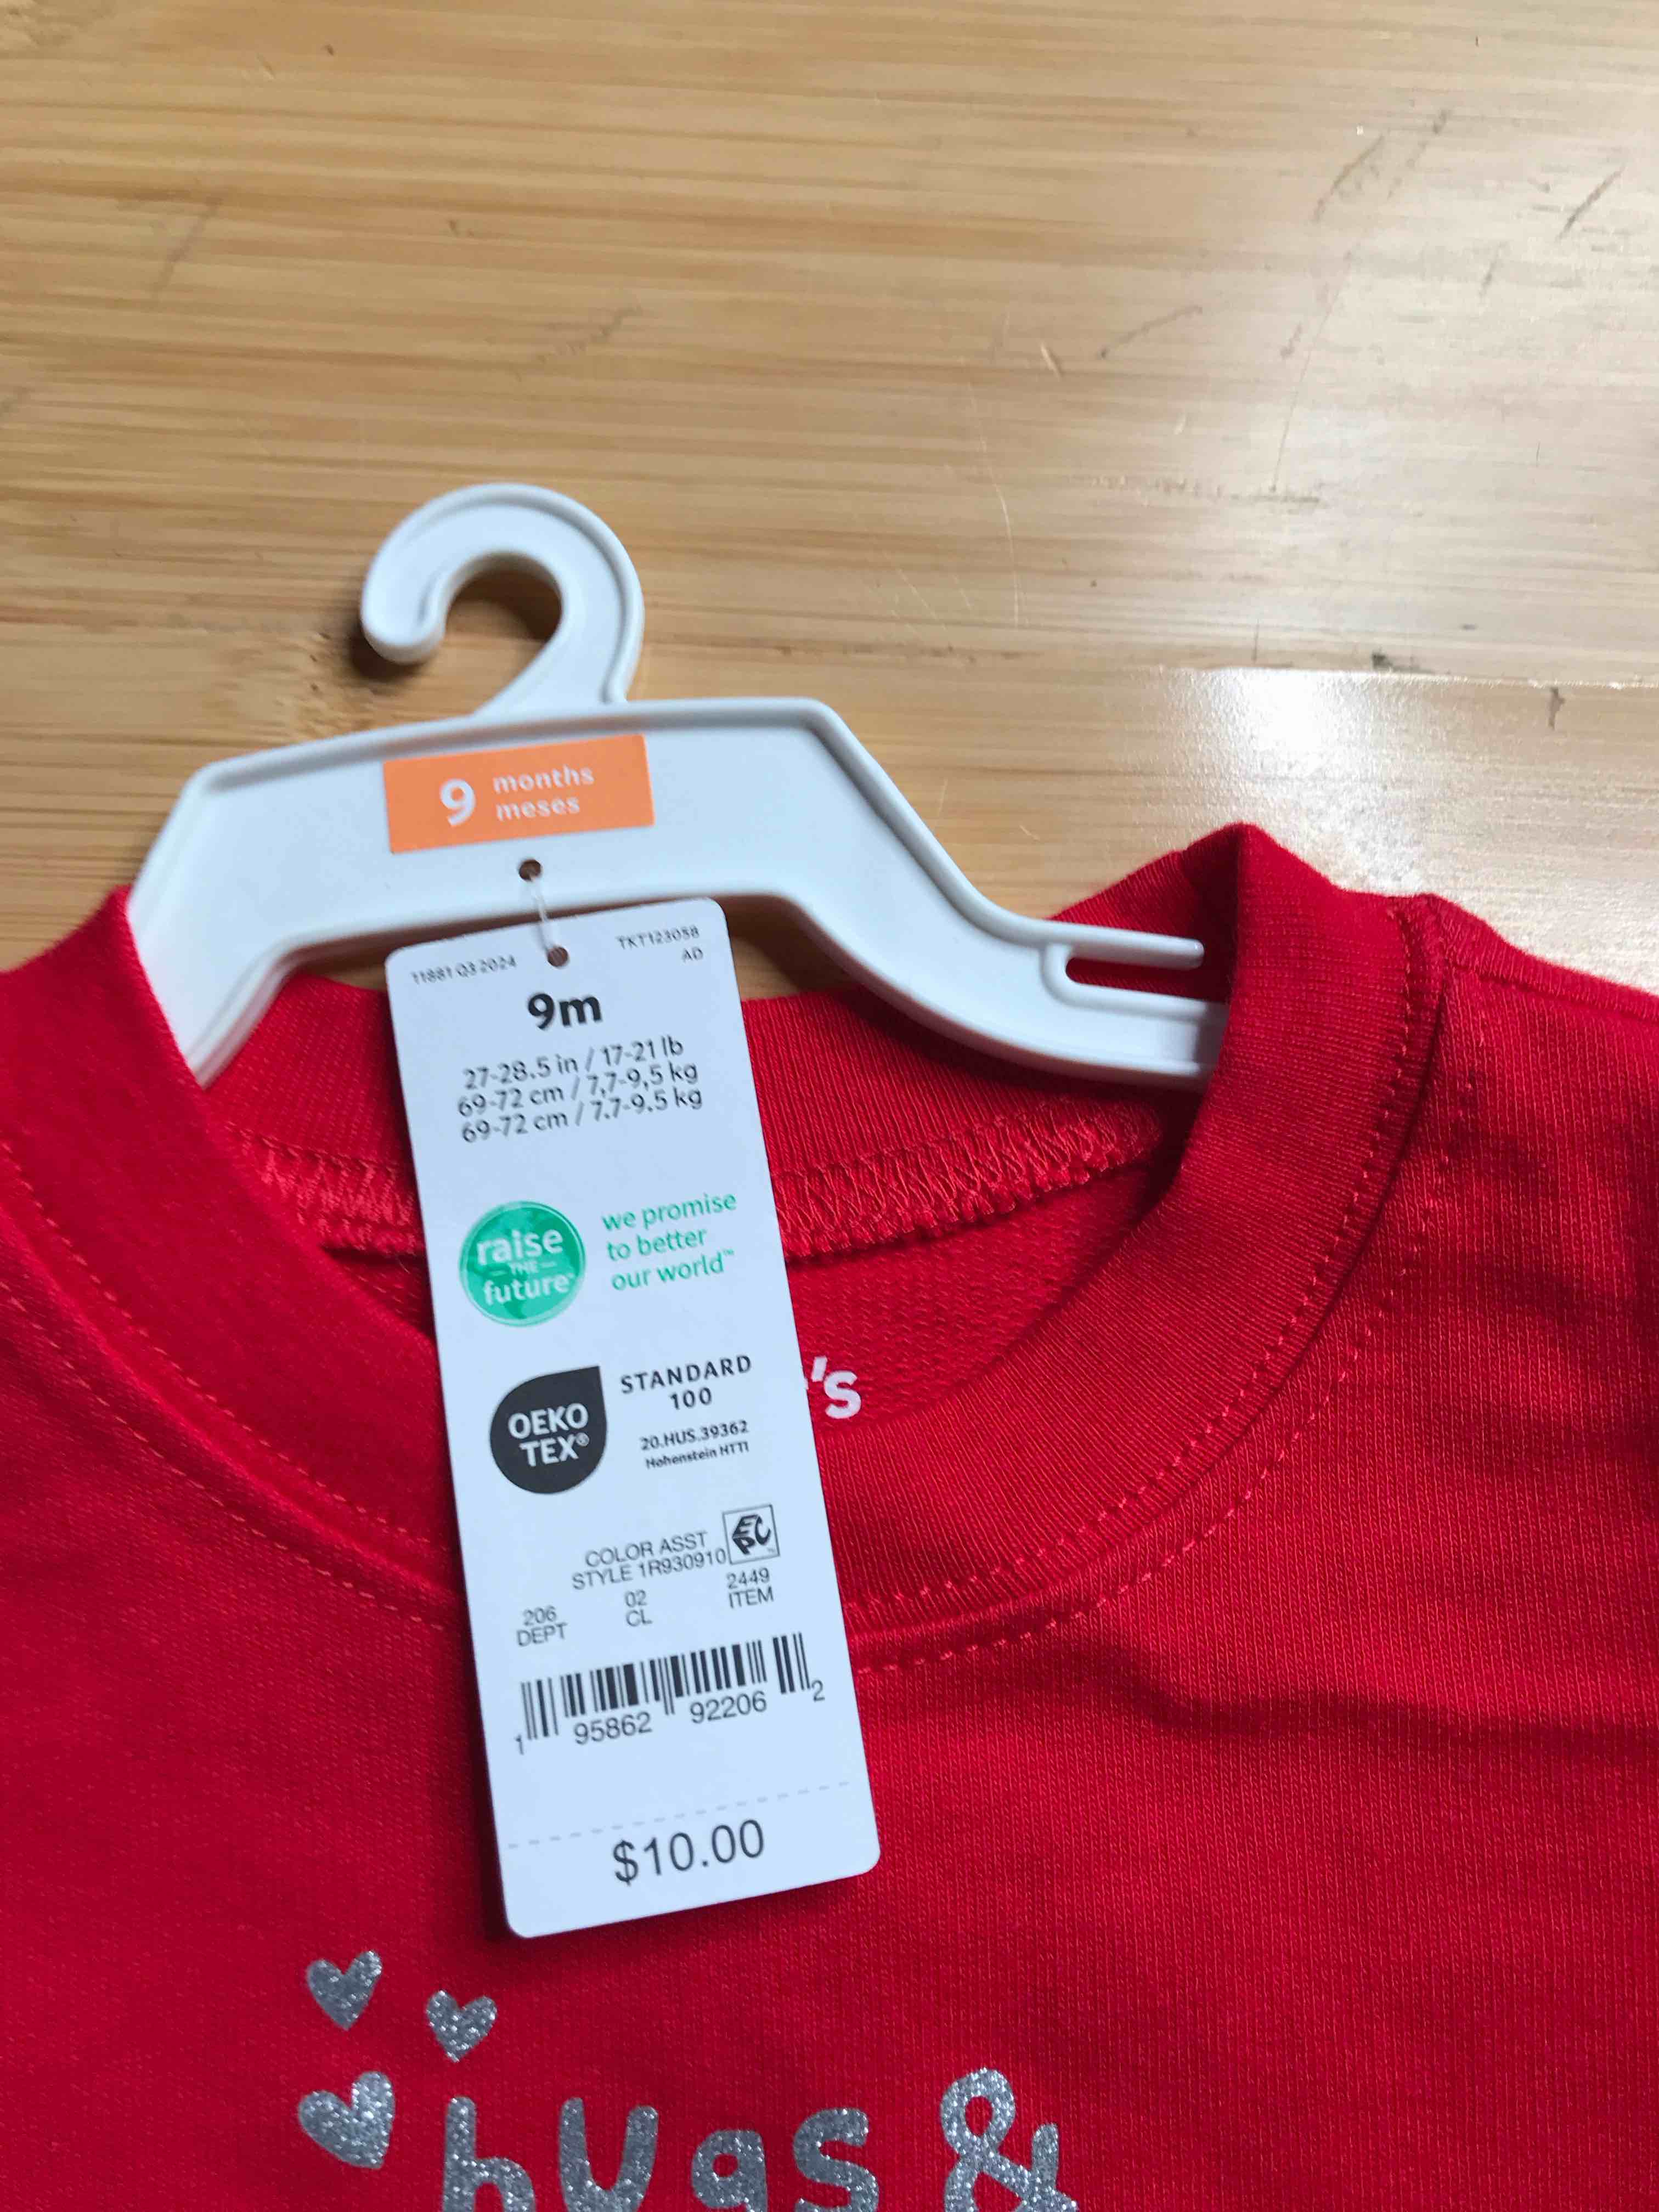 9 months
meses
11881 Q3 2024
TKT123058
AD
9m
27-28.5 in / 17-21 lb
69-72 cm / 7,7-9,5 kg
69-72 cm / 7.7-9.5 kg
raise
THE
future
we promise
to better
our world™
OEKO
TEX®
STANDARD
100
20.HUS.39362
Hohenstein HTTI
's
COLOR ASST
STYLE 1R930910
EPC
206
DEPT
02
CL
2449
ITEM
1 95862 92206 2
$10.00
hugs &